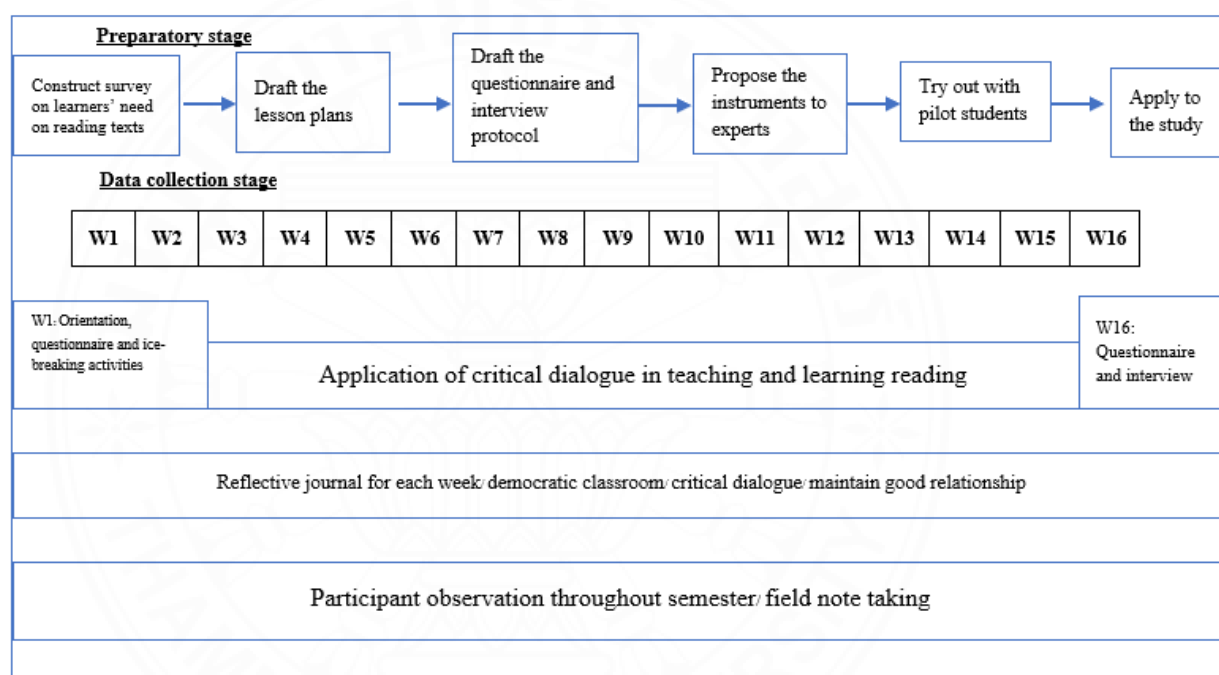 Preparatory stage
Construct survey
on learners' need
on reading texts
Draft the
lesson plans
Draft the
questionnaire and
interview
protocol
Propose the
instruments to
experts
Try out with
pilot students
Apply to
the study
Data collection stage
W1 W2 W3 W4 W5 W6 W7 W8 W9 W10 W11 W12 W13 W14 W15 W16
W1: Orientation,
questionnaire and ice-
breaking activities
Application of critical dialogue in teaching and learning reading
W16:
Questionnaire
and interview
Reflective journal for each week/ democratic classroom/ critical dialogue/ maintain good relationship
Participant observation throughout semester/ field note taking